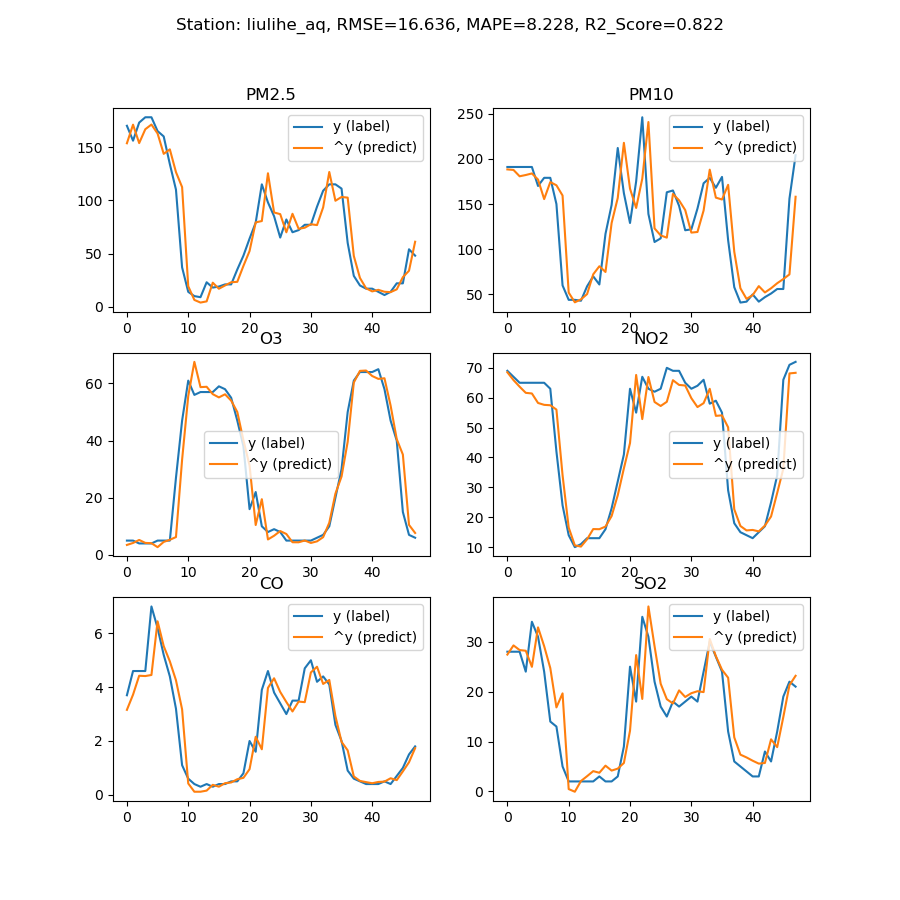 Station: liulihe_aq, RMSE=16.636, MAPE=8.228, R2_Score=0.822
PM2.5
150
100
50
0
0 10 20 30 40
y (label)
^y (predict)
PM10
250
200
150
100
50
0 10 20 30 40
y (label)
^y (predict)
O3
60
40
20
0
0 10 20 30 40
y (label)
^y (predict)
NO2
70
60
50
40
30
20
10
0 10 20 30 40
y (label)
^y (predict)
CO
6
4
2
0
0 10 20 30 40
y (label)
^y (predict)
SO2
30
20
10
0
0 10 20 30 40
y (label)
^y (predict)